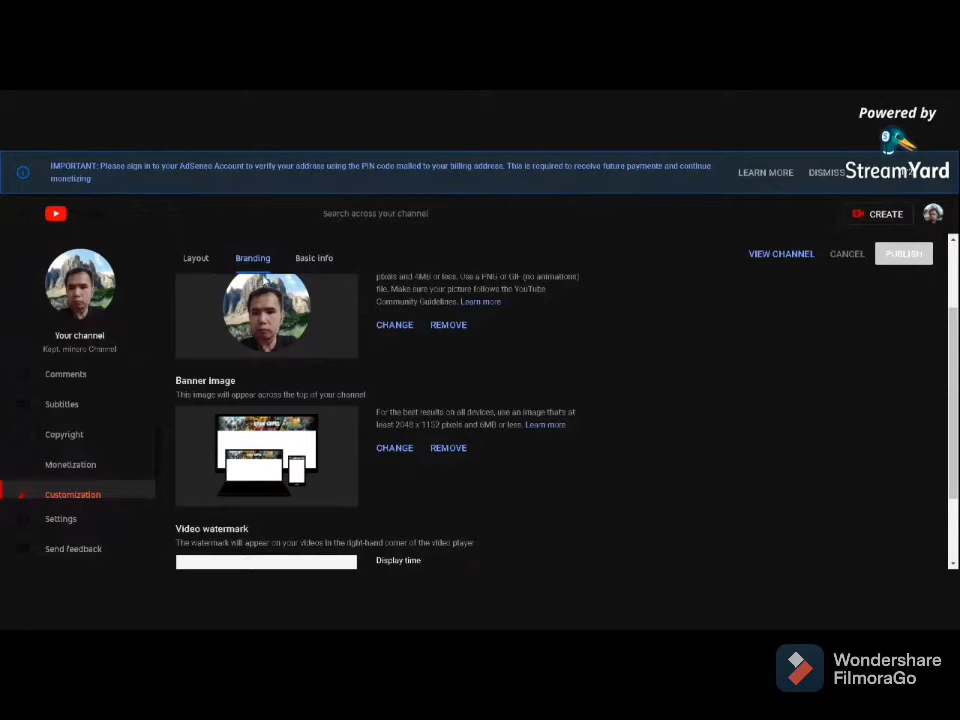 Powered by
StreamYard
IMPORTANT: Please sign in to your AdSense Account to verify your address using the PIN code mailed to your billing address. This is required to receive future payments and continue
monetizing
LEARN MORE
DISMISS
Search across your channel
CREATE
Layout
Branding
Basic info
VIEW CHANNEL
CANCEL
PUBLISH
pixels and 4MB or less. Use a PNG or GIF (no animations)
file. Make sure your picture follows the YouTube
Community Guidelines. Learn more
CHANGE
REMOVE
Your channel
Kept. minero Channel
Comments
Subtitles
Copyright
Monetization
Customization
Settings
Send feedback
Banner image
This image will appear across the top of your channel
For the best results on all devices, use an image that's at
least 2048 x 1152 pixels and 6MB or less. Learn more
CHANGE
REMOVE
Video watermark
The watermark will appear on your videos in the right-hand corner of the video player
Display time
Wondershare
FilmoraGo